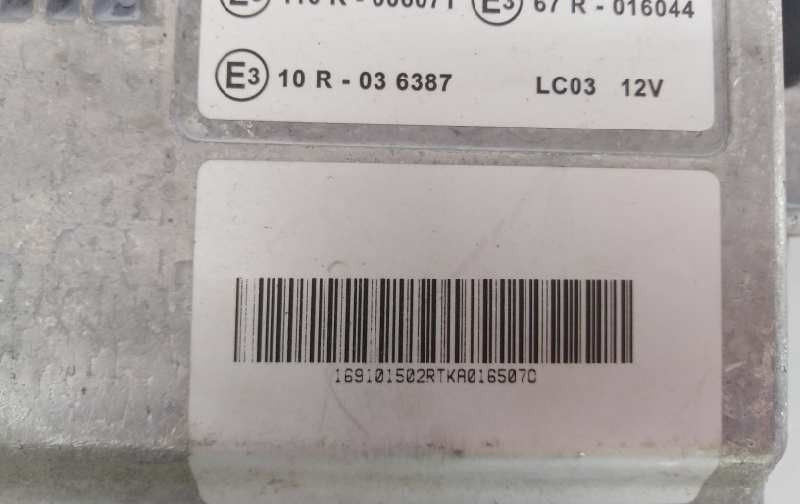 E3 67 R - 016044
E3 10 R - 03 6387 LC03 12V
169101502RTKA016507C